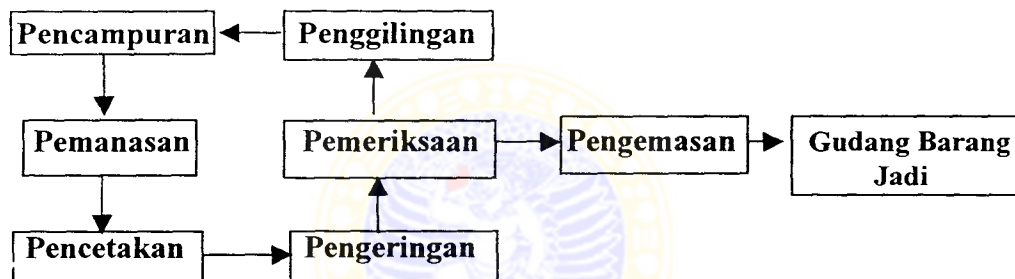 Pencampuran
Penggilingan
Pemanasan
Pemeriksaan
Pengemasan
Gudang Barang
Jadi
Pencetakan
Pengeringan